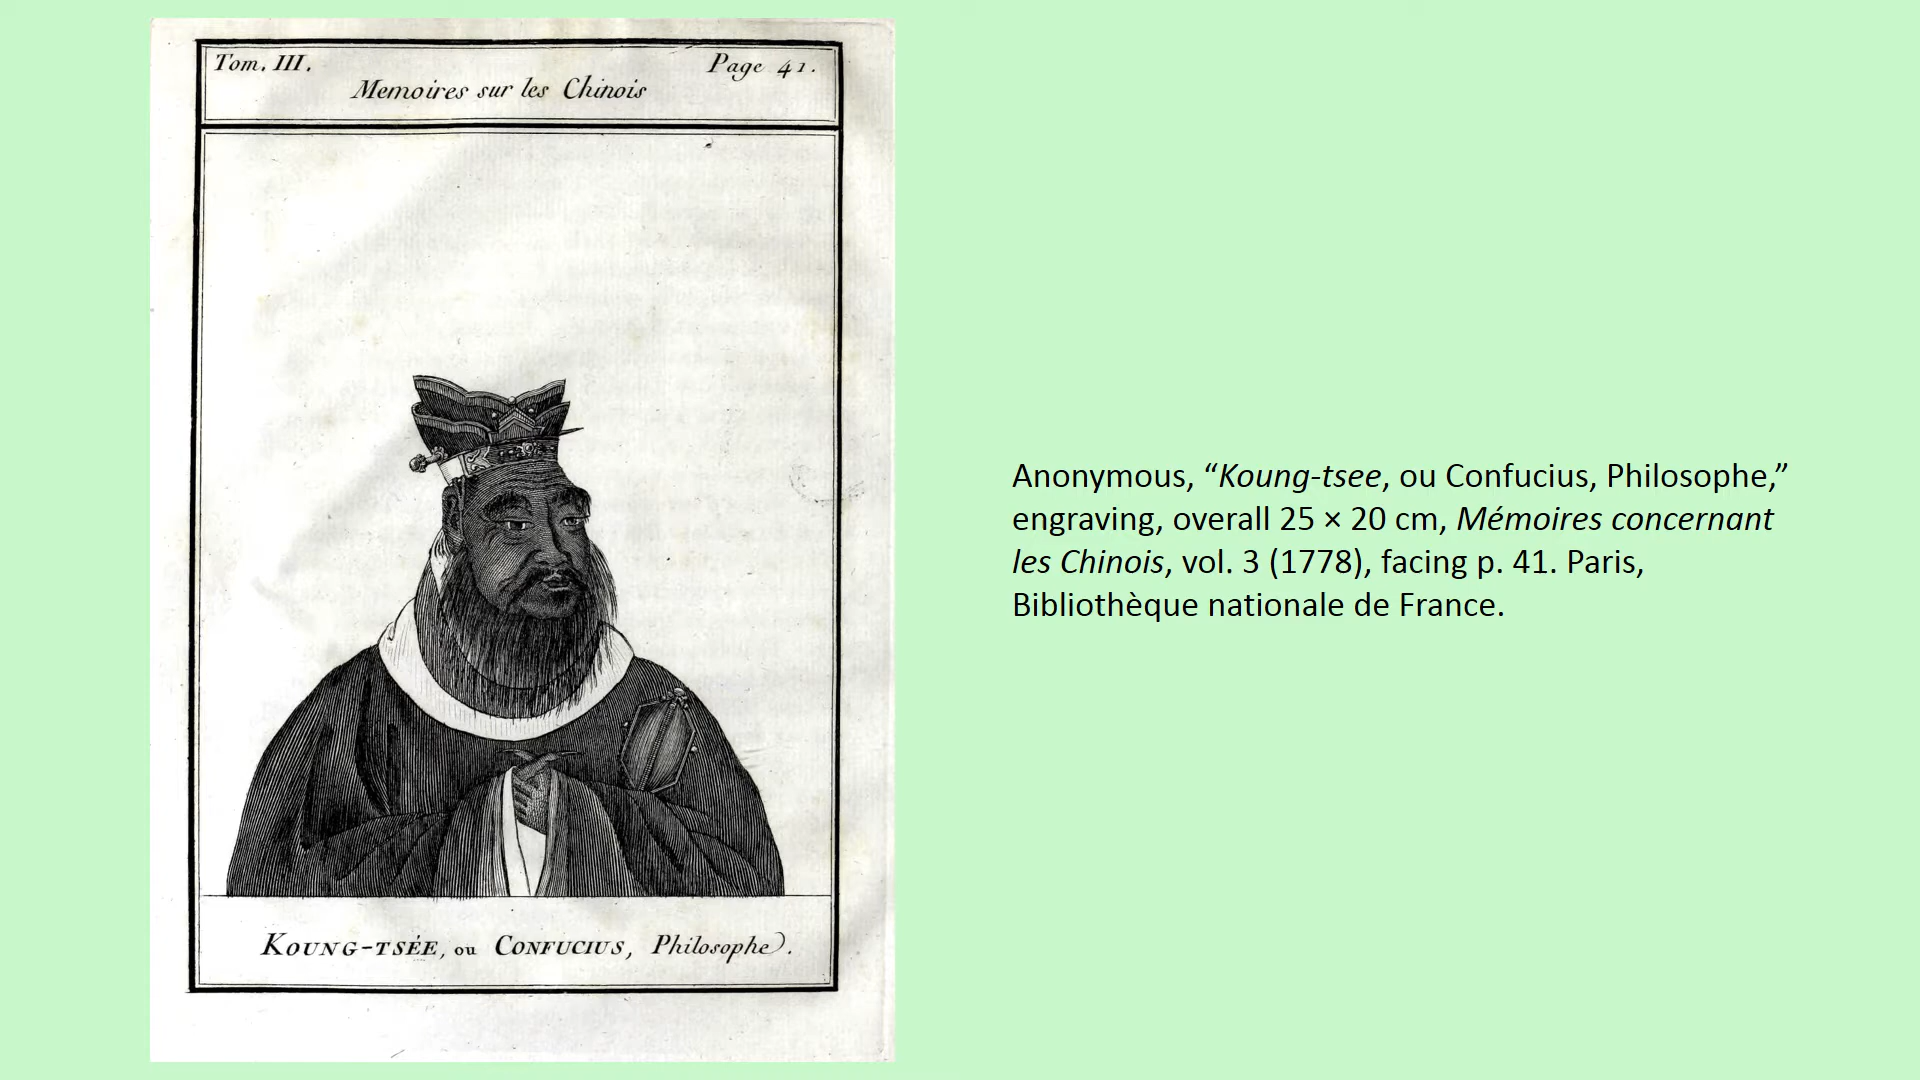 Tom. III.
Page 41.
Memoires sur les Chinois
KOUNG-TSÉE, ou CONFUCIUS, Philosophe.
Anonymous, “Koung-tsee, ou Confucius, Philosophe,”
engraving, overall 25 × 20 cm, Mémoires concernant
les Chinois, vol. 3 (1778), facing p. 41. Paris,
Bibliothèque nationale de France.